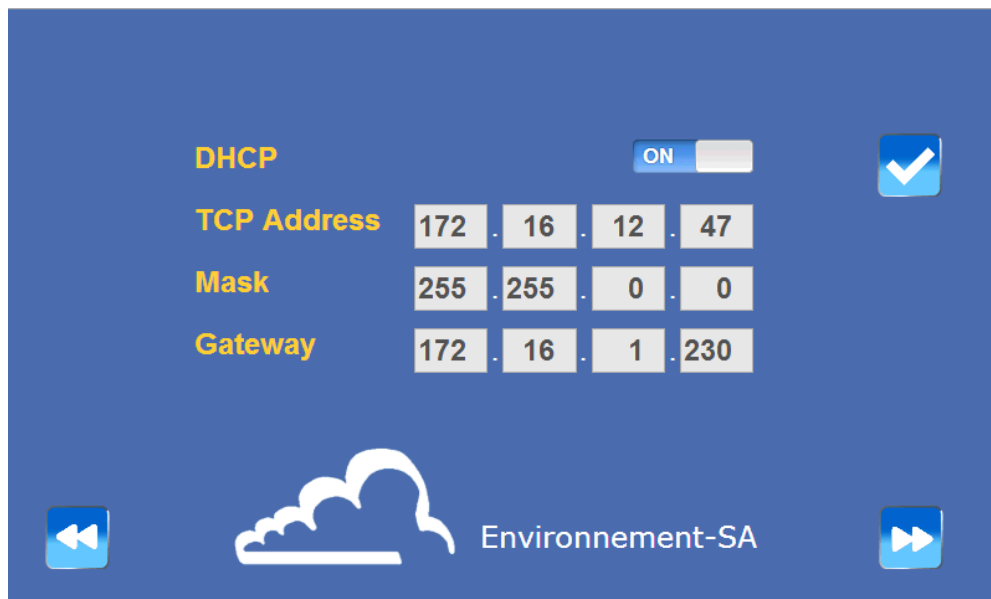 DHCP ON
TCP Address 172 . 16 . 12 . 47
Mask 255 . 255 . 0 . 0
Gateway 172 . 16 . 1 . 230
Environnement-SA